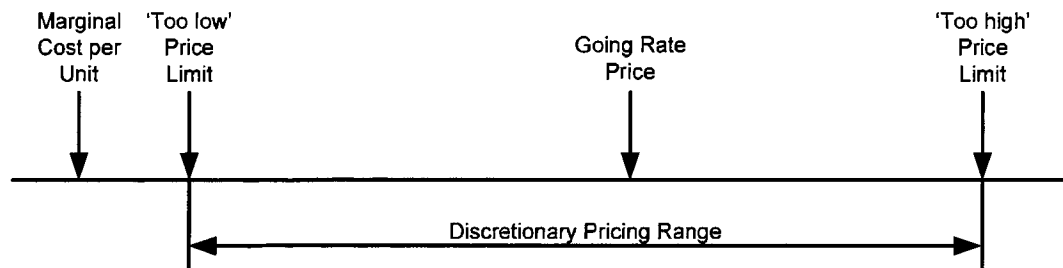 Marginal
Cost per
Unit
'Too low'
Price
Limit
Going Rate
Price
'Too high'
Price
Limit
Discretionary Pricing Range